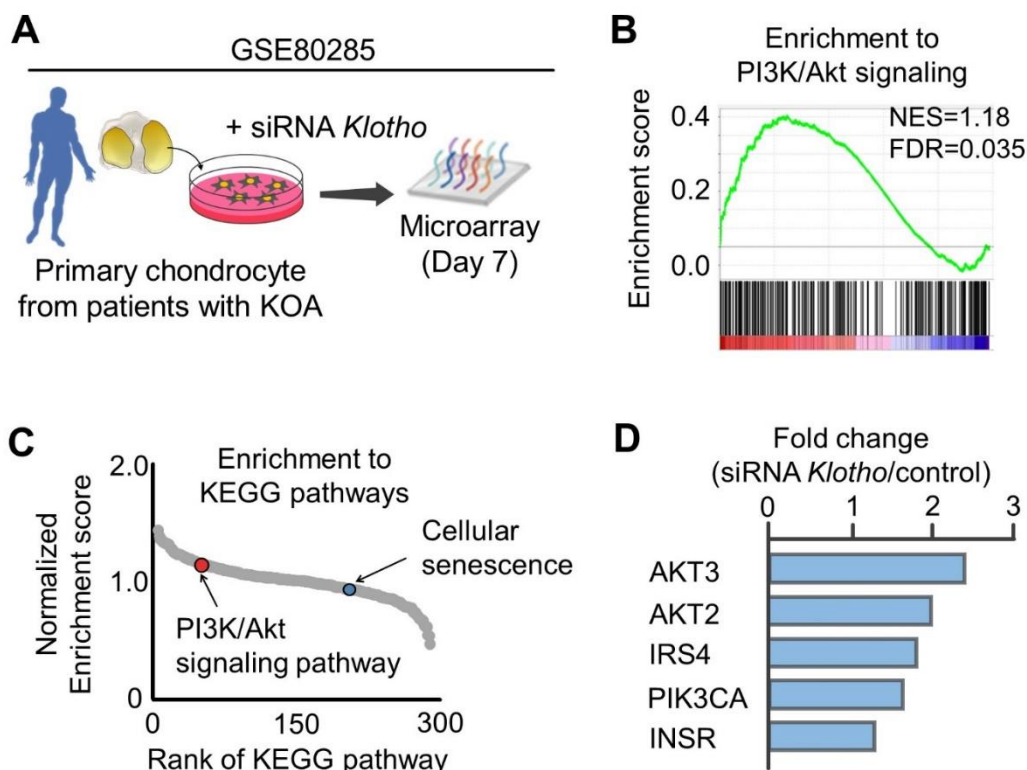 A
GSE80285
+ siRNA Klotho
Primary chondrocyte
from patients with KOA
Microarray
(Day 7)
B
Enrichment to
PI3K/Akt signaling
Enrichment score
0.4
0.2
0.0
NES=1.18
FDR=0.035
C
Normalized
Enrichment score
2.0
1.0
0
Enrichment to
KEGG pathways
Cellular
senescence
PI3K/Akt
signaling pathway
0 150 300
Rank of KEGG pathway
D
Fold change
(siRNA Klotho/control)
0 1 2 3
AKT3
AKT2
IRS4
PIK3CA
INSR